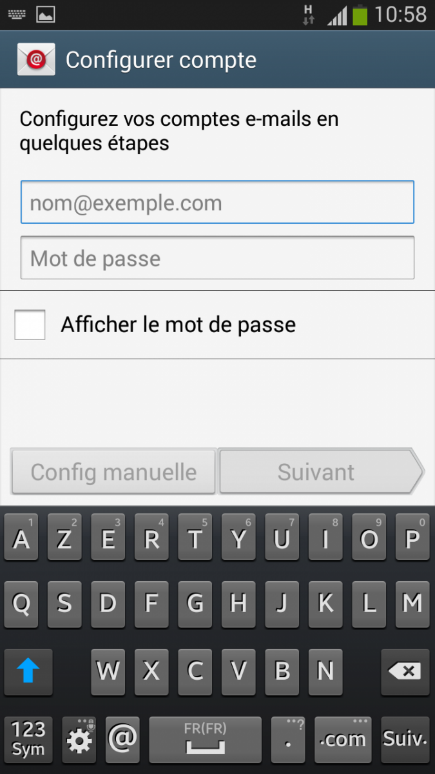 H 10:58
Configurer compte
Configurez vos comptes e-mails en
quelques étapes
nom@exemple.com
Mot de passe
Afficher le mot de passe
Config manuelle Suivant
1 2 3 4 5 6 7 8 9 0
A Z E R T Y U I O P
Q S D F G H J K L M
W X C V B N
123 Sym @ FR(FR) . ,,? .com Suiv.